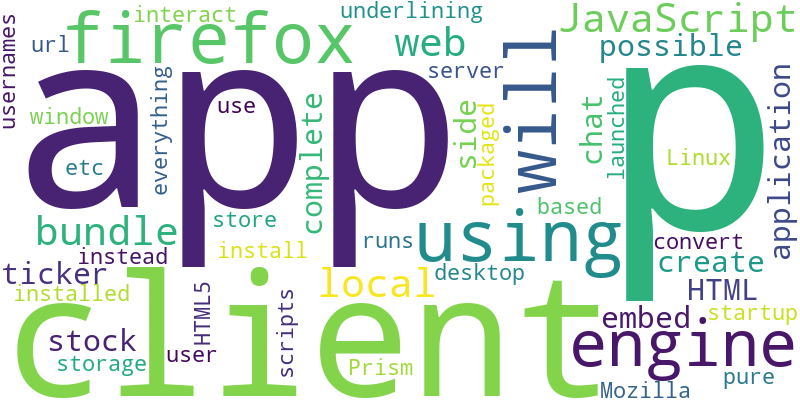 interact
underlining
JavaScript
usernames
firefox
url
web
possible
will
server
app
p
window
everything
use
complete
side
packaged
chat
launched
application
etc
Linux
bundle
store
using
based
instead
install
runs
convert
ticker
desktop
create
local
client
installed
HTML5
scripts
HTML
stock
embed
startup
storage
user
Prism
engine
Mozilla
pure